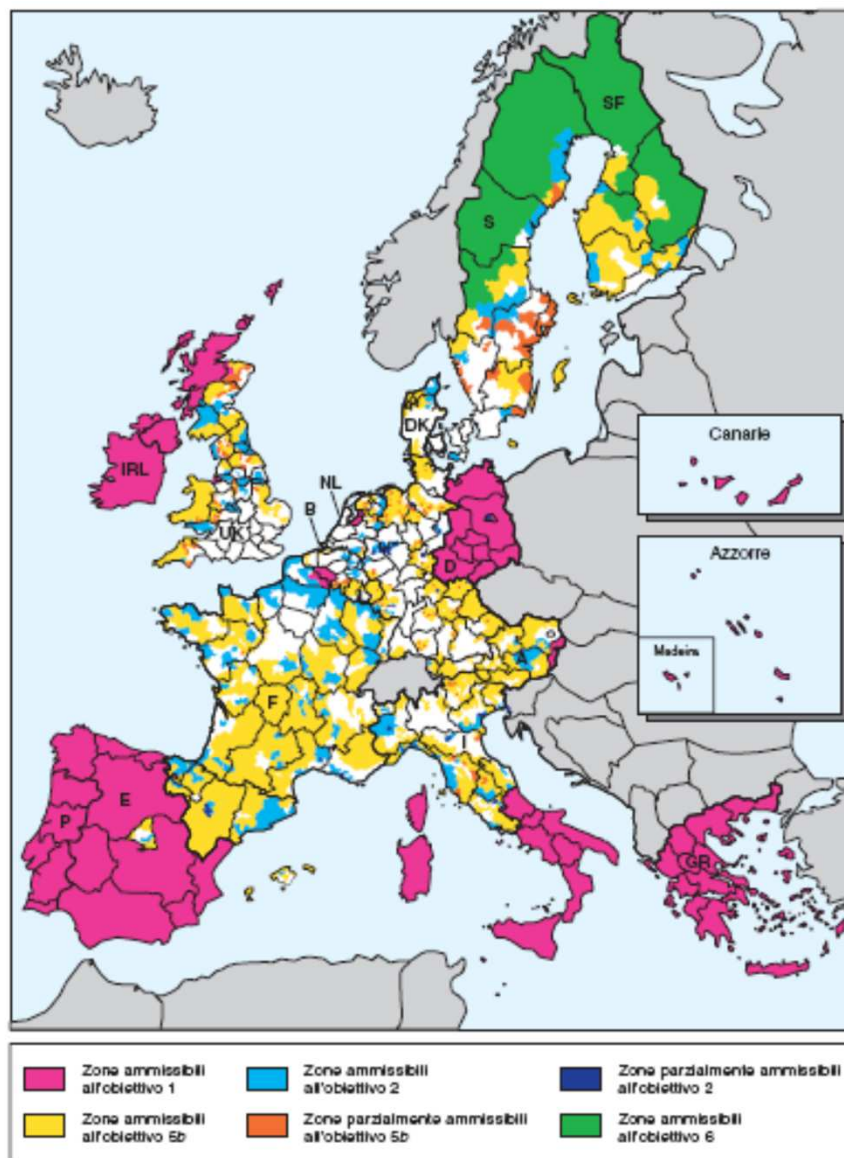 SF
S
DK
IRL
NL
B
UK
D
Canarie
Azzorre
Madeira
A
F
I
E
P
GR
Zone ammissibili
all'obiettivo 1
Zone ammissibili
all'obiettivo 2
Zone parzialmente ammissibili
all'obiettivo 2
Zone ammissibili
all'obiettivo 5b
Zone parzialmente ammissibili
all'obiettivo 5b
Zone ammissibili
all'obiettivo 6